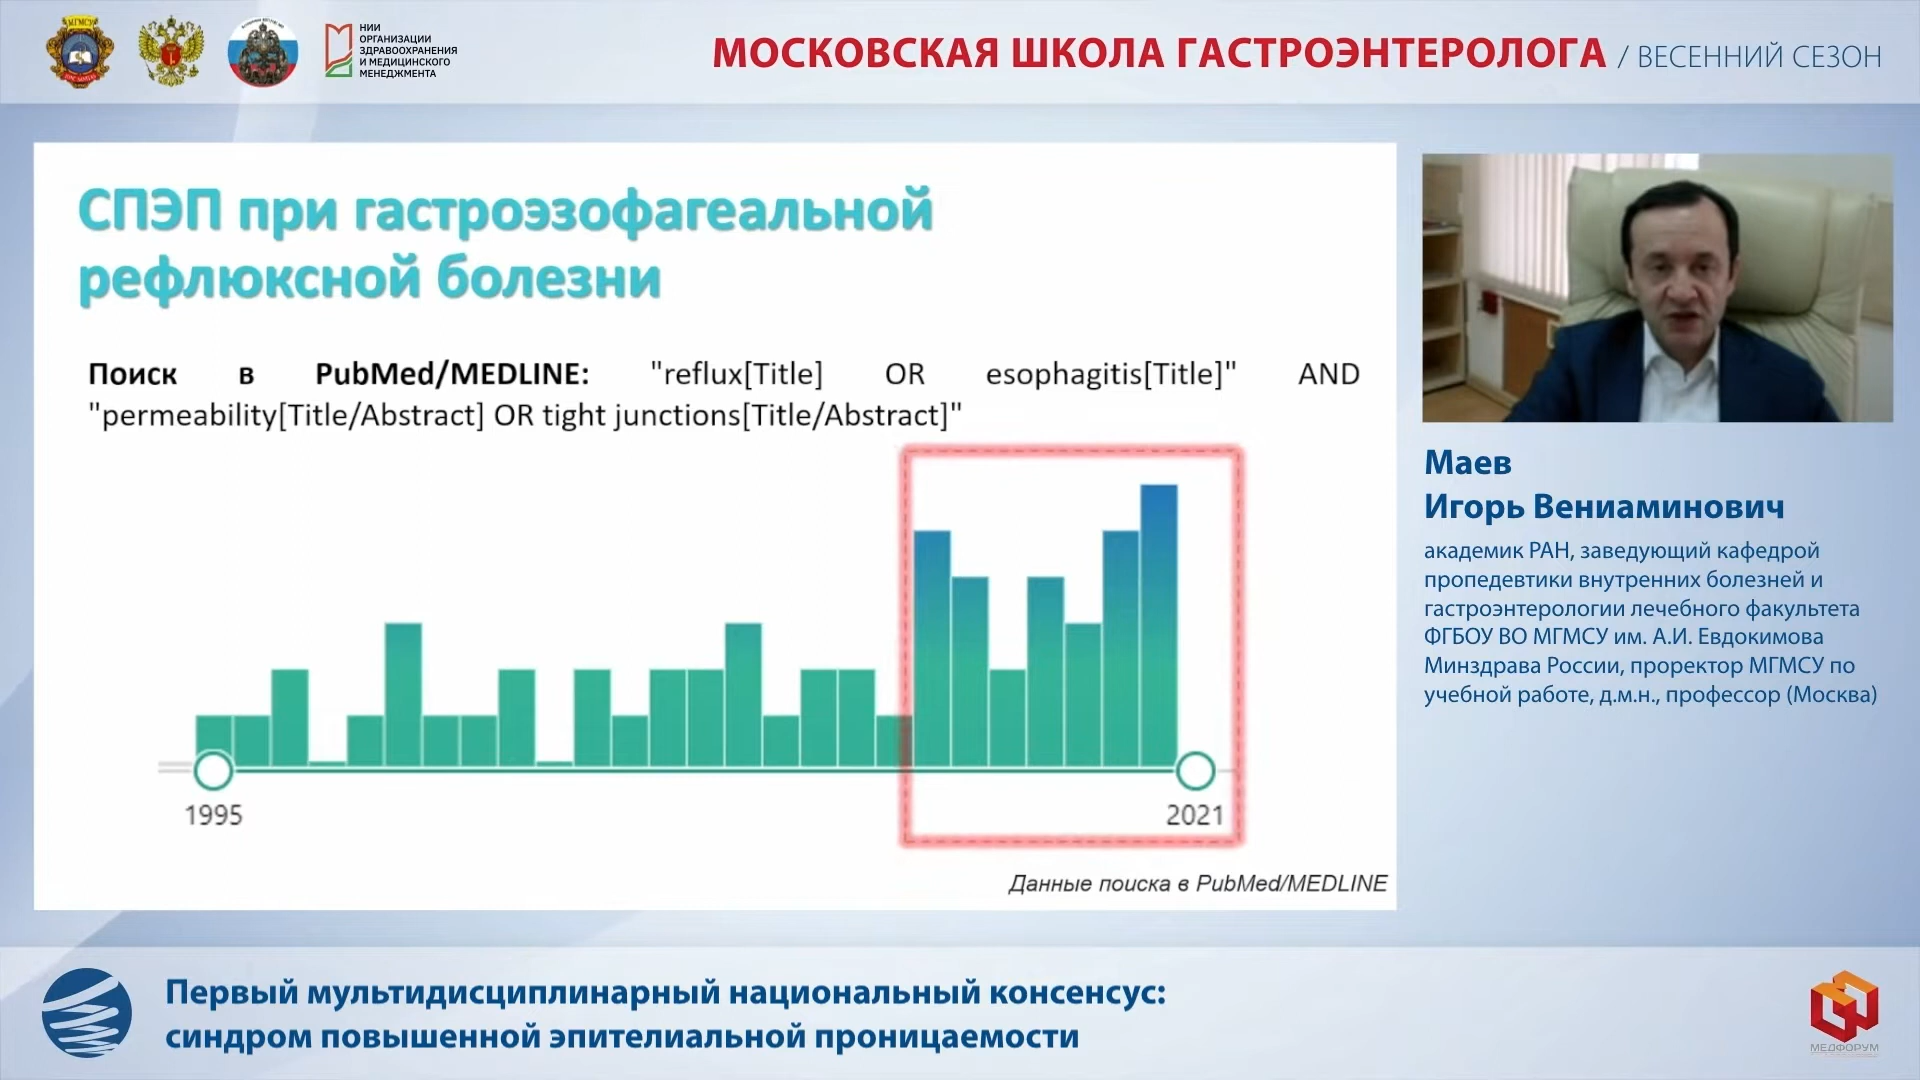 МГМСУ
НИИ
ОРГАНИЗАЦИИ
ЗДРАВООХРАНЕНИЯ
И МЕДИЦИНСКОГО
МЕНЕДЖМЕНТА
МОСКОВСКАЯ ШКОЛА ГАСТРОЭНТЕРОЛОГА / ВЕСЕННИЙ СЕЗОН
СПЭП при гастроэзофагеальной
рефлюксной болезни
Поиск в PubMed/MEDLINE: "reflux[Title] OR esophagitis[Title]" AND
"permeability[Title/Abstract] OR tight junctions[Title/Abstract]"
1995
2021
Данные поиска в PubMed/MEDLINE
Маев
Игорь Вениаминович
академик РАН, заведующий кафедрой
пропедевтики внутренних болезней и
гастроэнтерологии лечебного факультета
ФГБОУ ВО МГМСУ им. А.И. Евдокимова
Минздрава России, проректор МГМСУ по
учебной работе, д.м.н., профессор (Москва)
Первый мультидисциплинарный национальный консенсус:
синдром повышенной эпителиальной проницаемости
МЕДФОРУМ